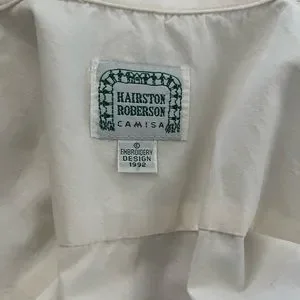 HAIRSTON
ROBERSON
CAMISA
©
EMBROIDERY
DESIGN
1992